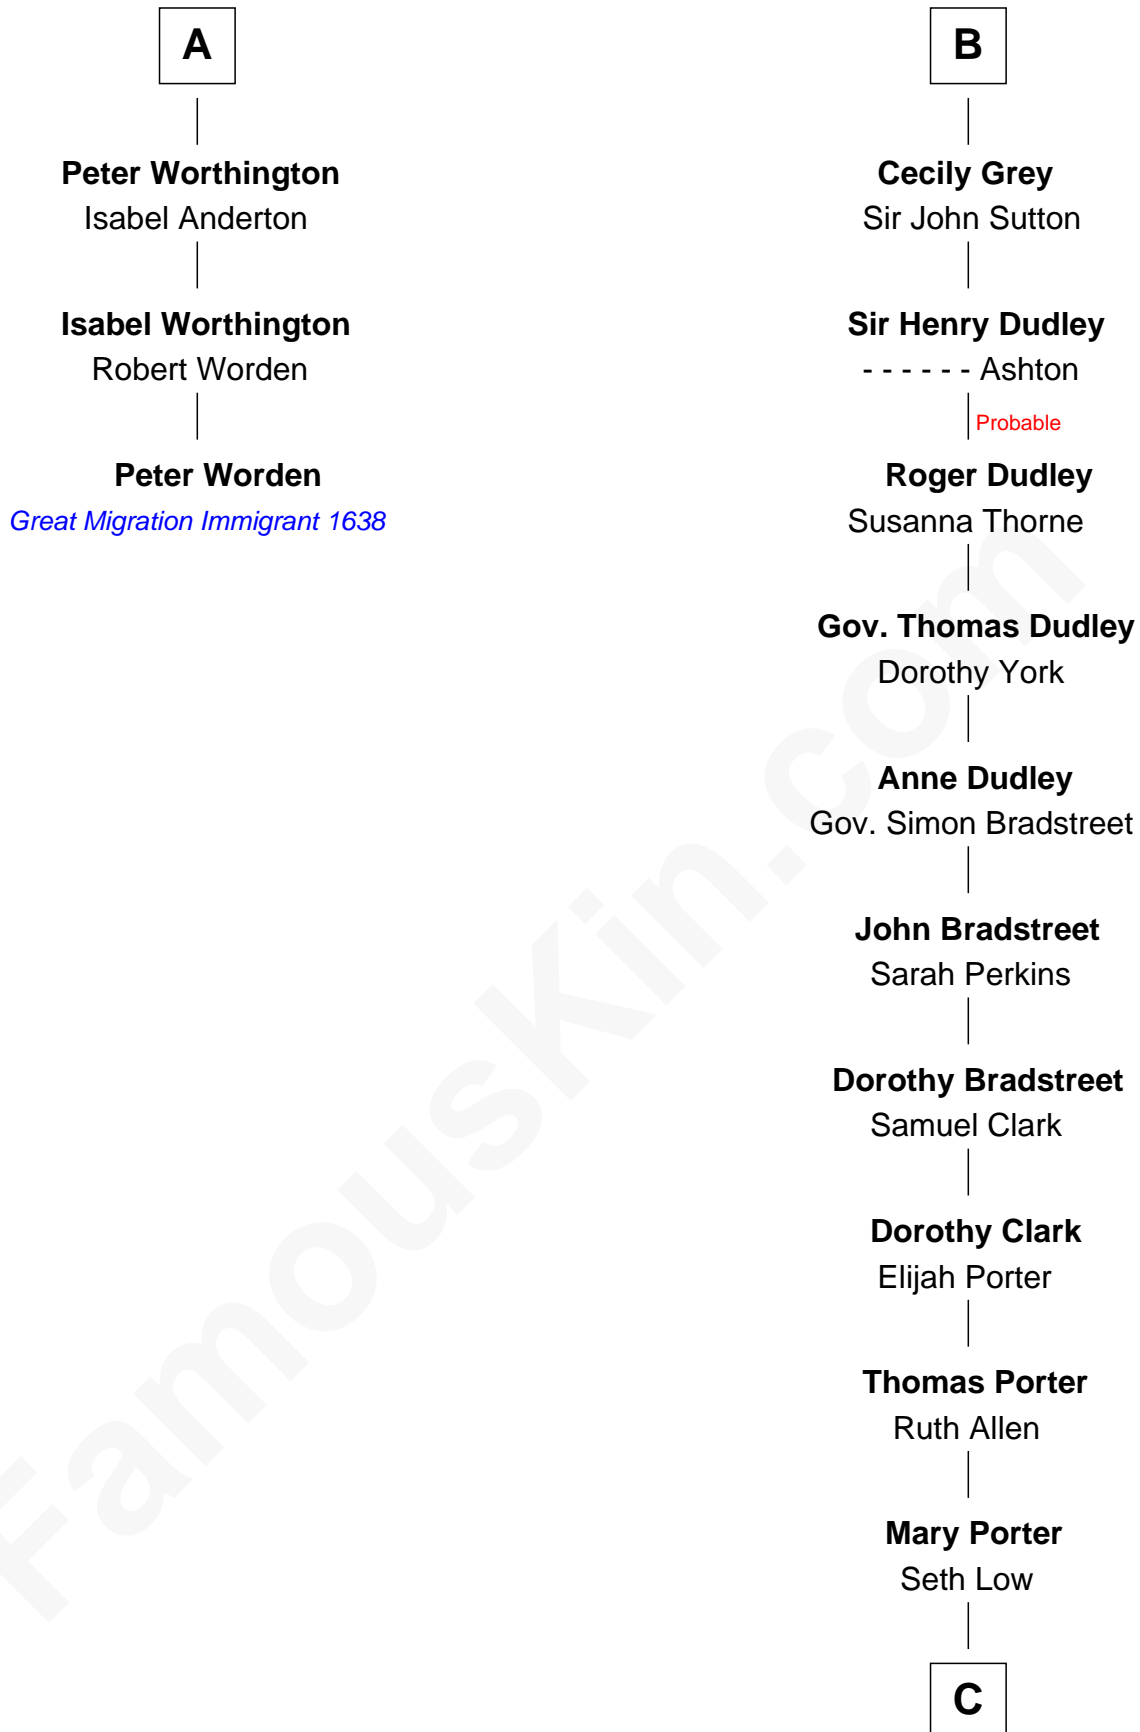 A
Peter Worthington
Isabel Anderton
Isabel Worthington
Robert Worden
Peter Worden
Great Migration Immigrant 1638
B
Cecily Grey
Sir John Sutton
Sir Henry Dudley
- - - - - - Ashton
Probable
Roger Dudley
Susanna Thorne
Gov. Thomas Dudley
Dorothy York
Anne Dudley
Gov. Simon Bradstreet
John Bradstreet
Sarah Perkins
Dorothy Bradstreet
Samuel Clark
Dorothy Clark
Elijah Porter
Thomas Porter
Ruth Allen
Mary Porter
Seth Low
C
FamousKin.com